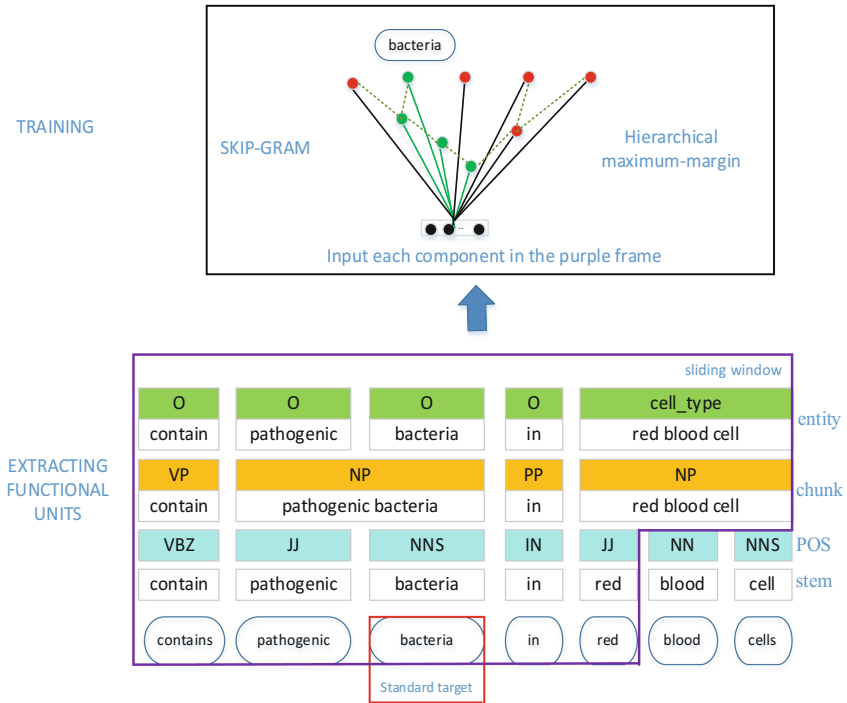 bacteria
TRAINING
SKIP-GRAM
Hierarchical
maximum-margin
..
Input each component in the purple frame
sliding window
O O O O cell_type
entity
contain pathogenic bacteria in red blood cell
EXTRACTING
FUNCTIONAL
UNITS
VP NP PP NP
chunk
contain pathogenic bacteria in red blood cell
VBZ JJ NNS IN JJ NN NNS POS
contain pathogenic bacteria in red blood cell stem
contains pathogenic bacteria in red blood cells
Standard target